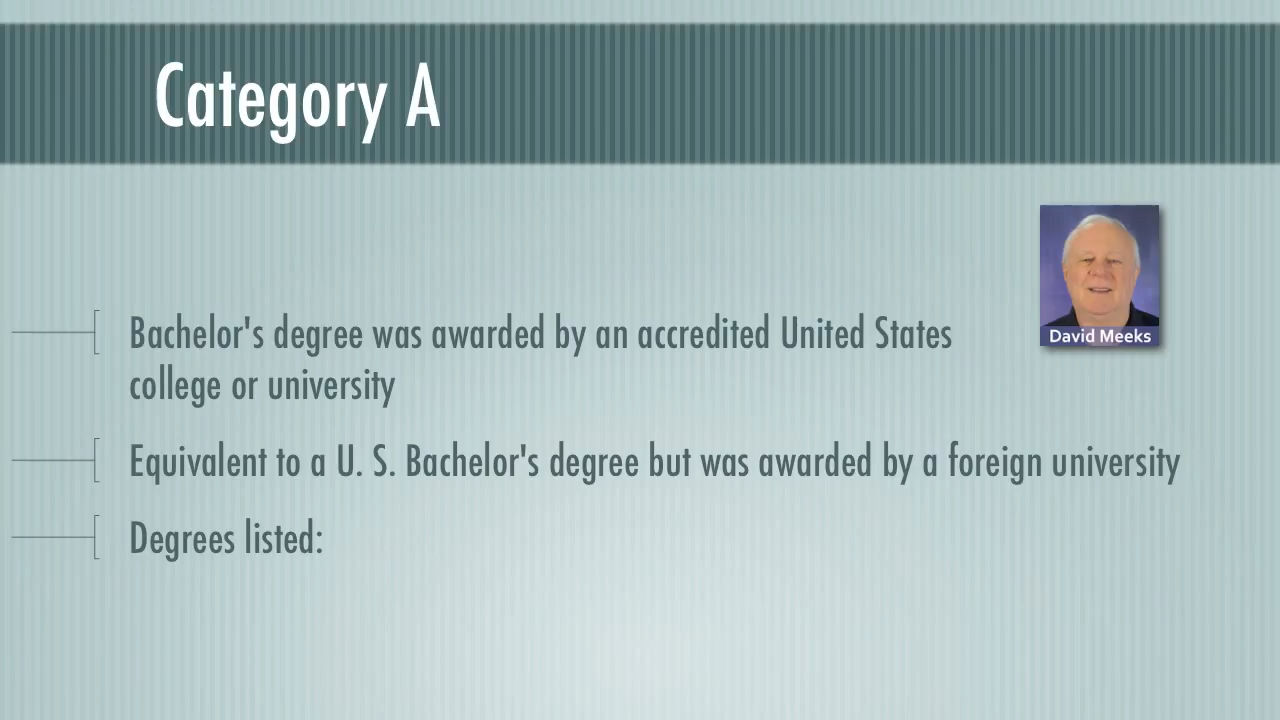 Category A
David Meeks
Bachelor's degree was awarded by an accredited United States
college or university
Equivalent to a U. S. Bachelor's degree but was awarded by a foreign university
Degrees listed: